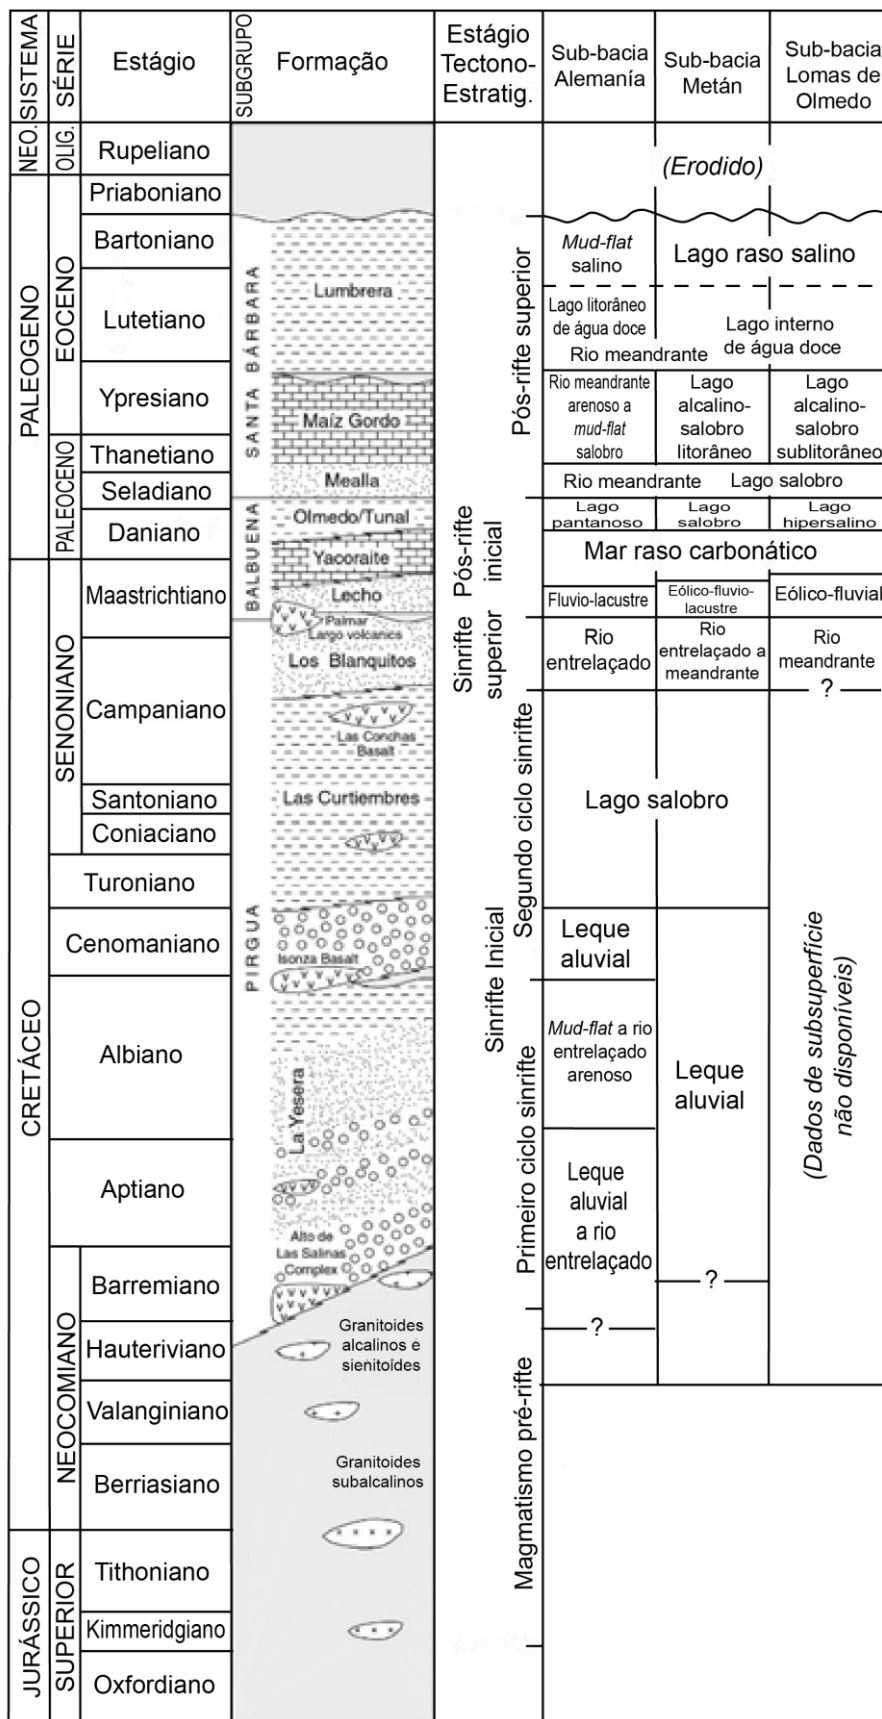 SISTEMA
SÉRIE
Estágio
SUBGRUPO
Formação
Estágio
Tectono-
Estratig.
Sub-bacia
Alemanía
Sub-bacia
Metán
Sub-bacia
Lomas de
Olmedo
NEO.
PALEOGENO
CRETÁCEO
JURÁSSICO
OLIG.
EOCENO
PALEOCENO
SENONIANO
NEOCOMIANO
SUPERIOR
Rupeliano
Priaboniano
Bartoniano
Lutetiano
Ypresiano
Thanetiano
Seladiano
Daniano
Maastrichtiano
Campaniano
Santoniano
Coniaciano
Turoniano
Cenomaniano
Albiano
Aptiano
Barremiano
Hauteriviano
Valanginiano
Berriasiano
Tithoniano
Kimmeridgiano
Oxfordiano
SANTA BÁRBARA
BALBUENA
PIRGUA
Lumbrera
Maíz Gordo
Mealla
Olmedo/Tunal
Yacoraite
Lecho
Palmar
Largo volcanics
Los Blanquitos
Las Conchas
Basalt
Las Curtiembres
Isonza Basalt
La Yesera
Alto de
Las Salinas
Complex
Granitoides
alcalinos e
sienitoídes
Granitoides
subalcalinos
Pós-rifte superior
Pós-rifte
inicial
Sinrifte
superior
Sinrifte Inicial
Segundo ciclo sinrifte
Primeiro ciclo sinrifte
Magmatismo pré-rifte
(Erodido)
Mud-flat
salino
Lago raso salino
Lago litorâneo
de água doce
Lago interno
de água doce
Rio meandrante
Rio meandrante
arenoso a
mud-flat
salobro
Lago
alcalino-
salobro
litorâneo
Lago
alcalino-
salobro
sublitorâneo
Rio meandrante
Lago salobro
Lago
pantanoso
Lago
salobro
Lago
hipersalino
Mar raso carbonático
Fluvio-lacustre
Eólico-fluvio-
lacustre
Eólico-fluvial
Rio
entrelaçado
Rio
entrelaçado a
meandrante
Rio
meandrante
?
Lago salobro
Leque
aluvial
Mud-flat a rio
entrelaçado
arenoso
Leque
aluvial
Leque
aluvial
a rio
entrelaçado
?
?
(Dados de subsuperfície
não disponíveis)